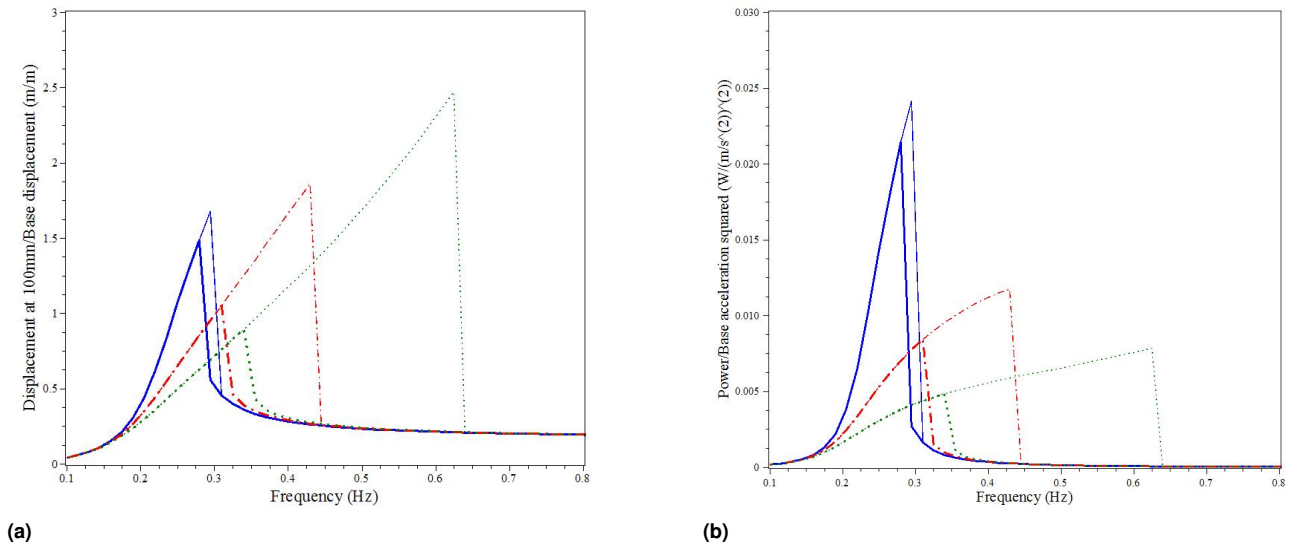 3
2.5
2
1.5
1
0.5
0
Displacement at 100mm/Base displacement (m/m)
0.1 0.2 0.3 0.4 0.5 0.6 0.7 0.8
Frequency (Hz)
(a)
0.030
0.025
0.020
0.015
0.010
0.005
0
Power/Base acceleration squared (W/(m/s^(2))^(2))
0.1 0.2 0.3 0.4 0.5 0.6 0.7 0.8
Frequency (Hz)
(b)